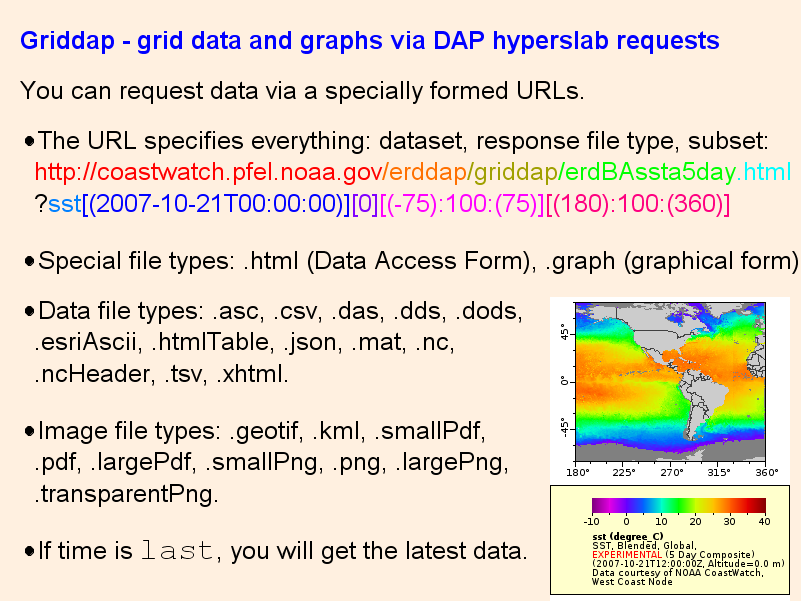 Griddap - grid data and graphs via DAP hyperslab requests
You can request data via a specially formed URLs.
•The URL specifies everything: dataset, response file type, subset:
http://coastwatch.pfel.noaa.gov/erddap/griddap/erdBAssta5day.html
?sst[(2007-10-21T00:00:00)][0][(-75):100:(75)][(180):100:(360)]
•Special file types: .html (Data Access Form), .graph (graphical form)
•Data file types: .asc, .csv, .das, .dds, .dods,
.esriAscii, .htmlTable, .json, .mat, .nc,
.ncHeader, .tsv, .xhtml.
•Image file types: .geotif, .kml, .smallPdf,
.pdf, .largePdf, .smallPng, .png, .largePng,
.transparentPng.
•If time is last, you will get the latest data.
45°
0°
-45°
180° 225° 270° 315° 360°
-10 0 10 20 30 40
sst (degree_C)
SST, Blended, Global,
EXPERIMENTAL (5 Day Composite)
(2007-10-21T12:00:00Z, Altitude=0.0 m)
Data courtesy of NOAA CoastWatch,
West Coast Node